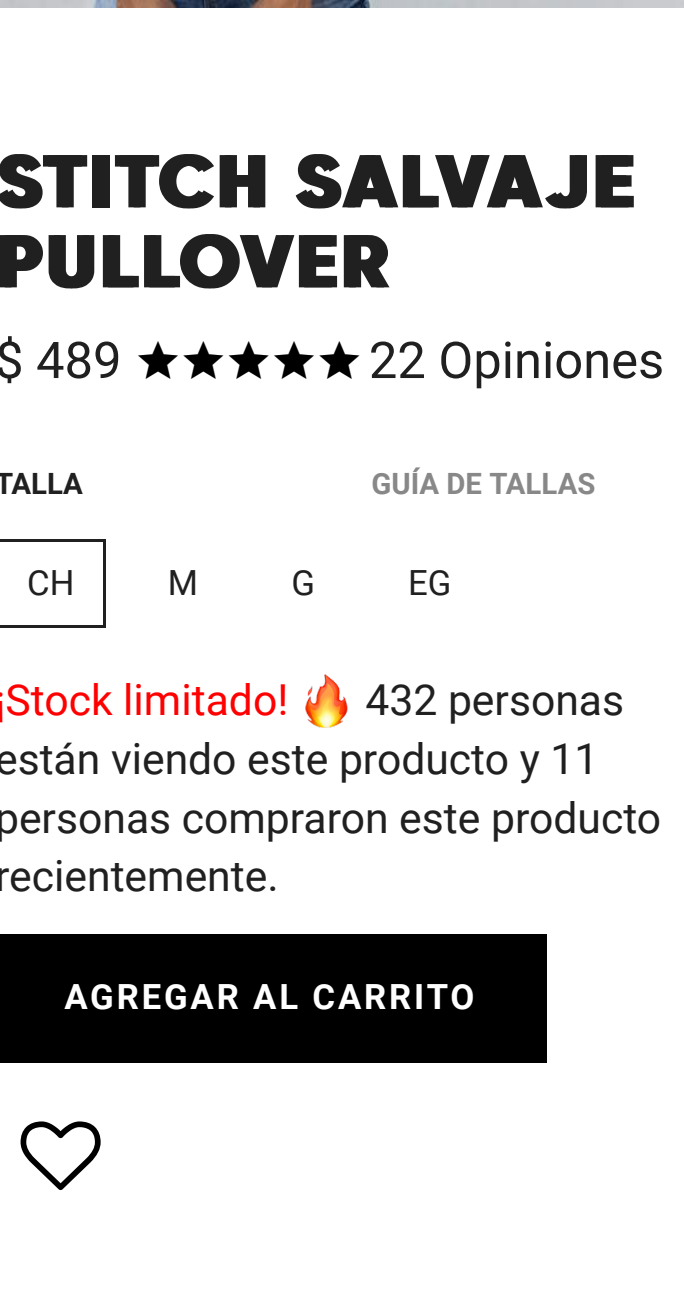 STITCH SALVAJE
PULLOVER
$ 489 ★★★★★ 22 Opiniones
TALLA GUÍA DE TALLAS
CH M G EG
¡Stock limitado! 🔥 432 personas
están viendo este producto y 11
personas compraron este producto
recientemente.
AGREGAR AL CARRITO